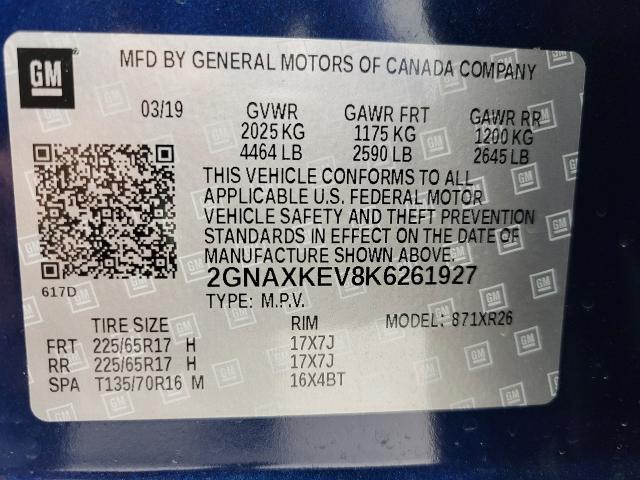 GM
MFD BY GENERAL MOTORS OF CANADA COMPANY
03/19 GVWR GAWR FRT GAWR RR
2025 KG 1175 KG 1200 KG
4464 LB 2590 LB 2645 LB
THIS VEHICLE CONFORMS TO ALL
APPLICABLE U.S. FEDERAL MOTOR
VEHICLE SAFETY AND THEFT PREVENTION
STANDARDS IN EFFECT ON THE DATE OF
MANUFACTURE SHOWN ABOVE.
2GNAXKEV8K6261927
617D
TYPE: M.P.V.
TIRE SIZE RIM MODEL: 871XR26
FRT 225/65R17 H 17X7J
RR 225/65R17 H 17X7J
SPA T135/70R16 M 16X4BT